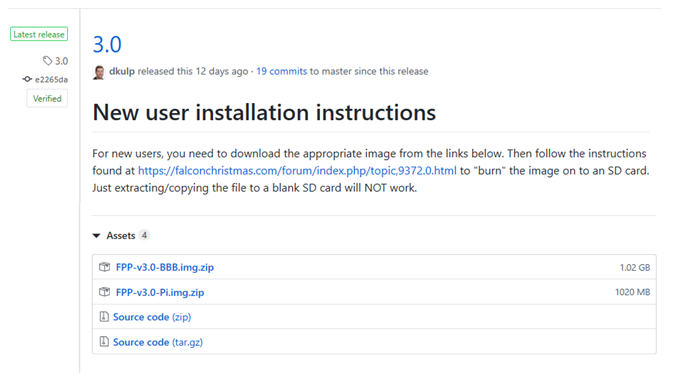 Latest release
3.0
e2265da
Verified
3.0
dkulp released this 12 days ago · 19 commits to master since this release
New user installation instructions
For new users, you need to download the appropriate image from the links below. Then follow the instructions
found at https://falconchristmas.com/forum/index.php/topic,9372.0.html to "burn" the image on to an SD card.
Just extracting/copying the file to a blank SD card will NOT work.
Assets 4
FPP-v3.0-BBB.img.zip 1.02 GB
FPP-v3.0-Pi.img.zip 1020 MB
Source code (zip)
Source code (tar.gz)